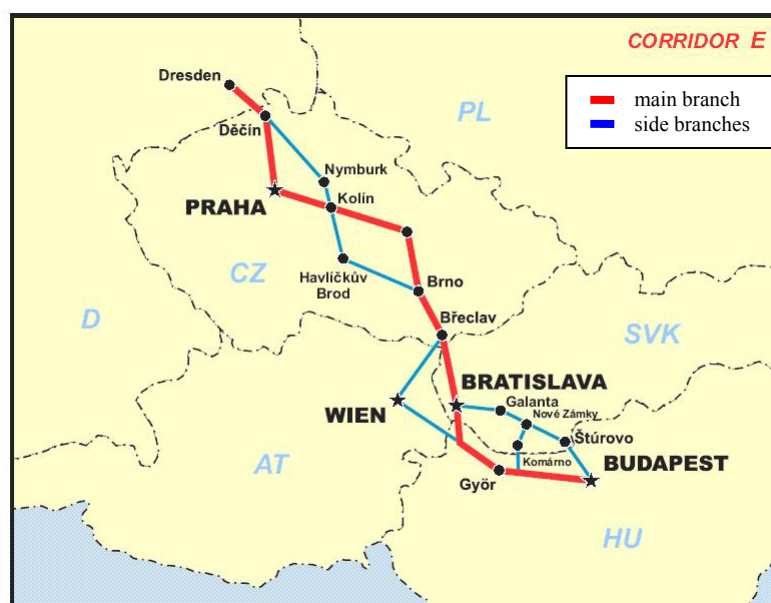 CORRIDOR E
main branch
side branches
Dresden
PL
Děčín
Nymburk
PRAHA
Kolín
CZ
Havlíčkův
Brod
Brno
D
Břeclav
SVK
BRATISLAVA
WIEN
Galanta
Nové Zámky
Štúrovo
AT
Komárno
BUDAPEST
Györ
HU